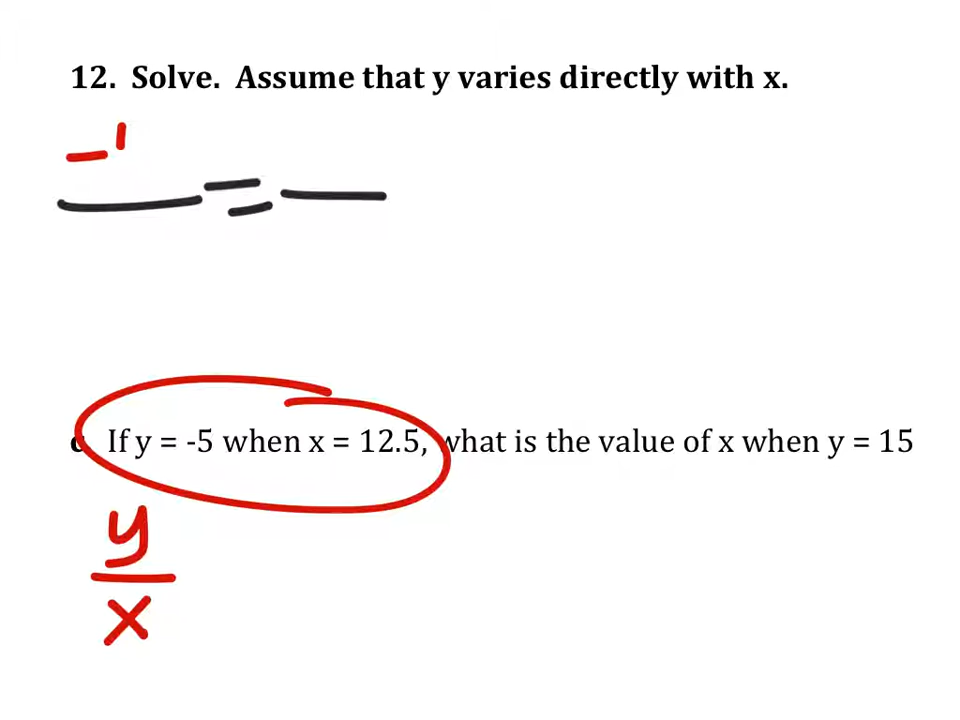 12. Solve. Assume that y varies directly with x.
If y = -5 when x = 12.5, what is the value of x when y = 15
y
x